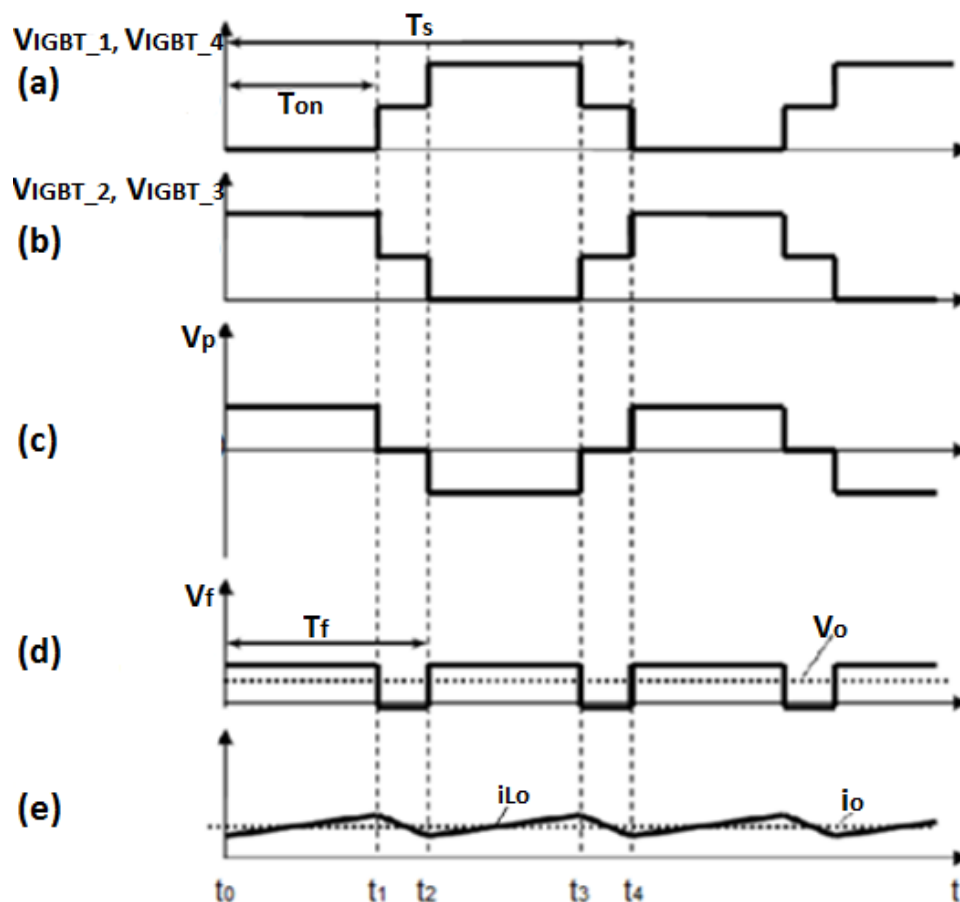 VIGBT_1, VIGBT_4
Ts
(a)
Ton
VIGBT_2, VIGBT_3
(b)
Vp
(c)
Vf
Tf
Vo
(d)
(e)
iLo
io
t0 t1 t2 t3 t4 t